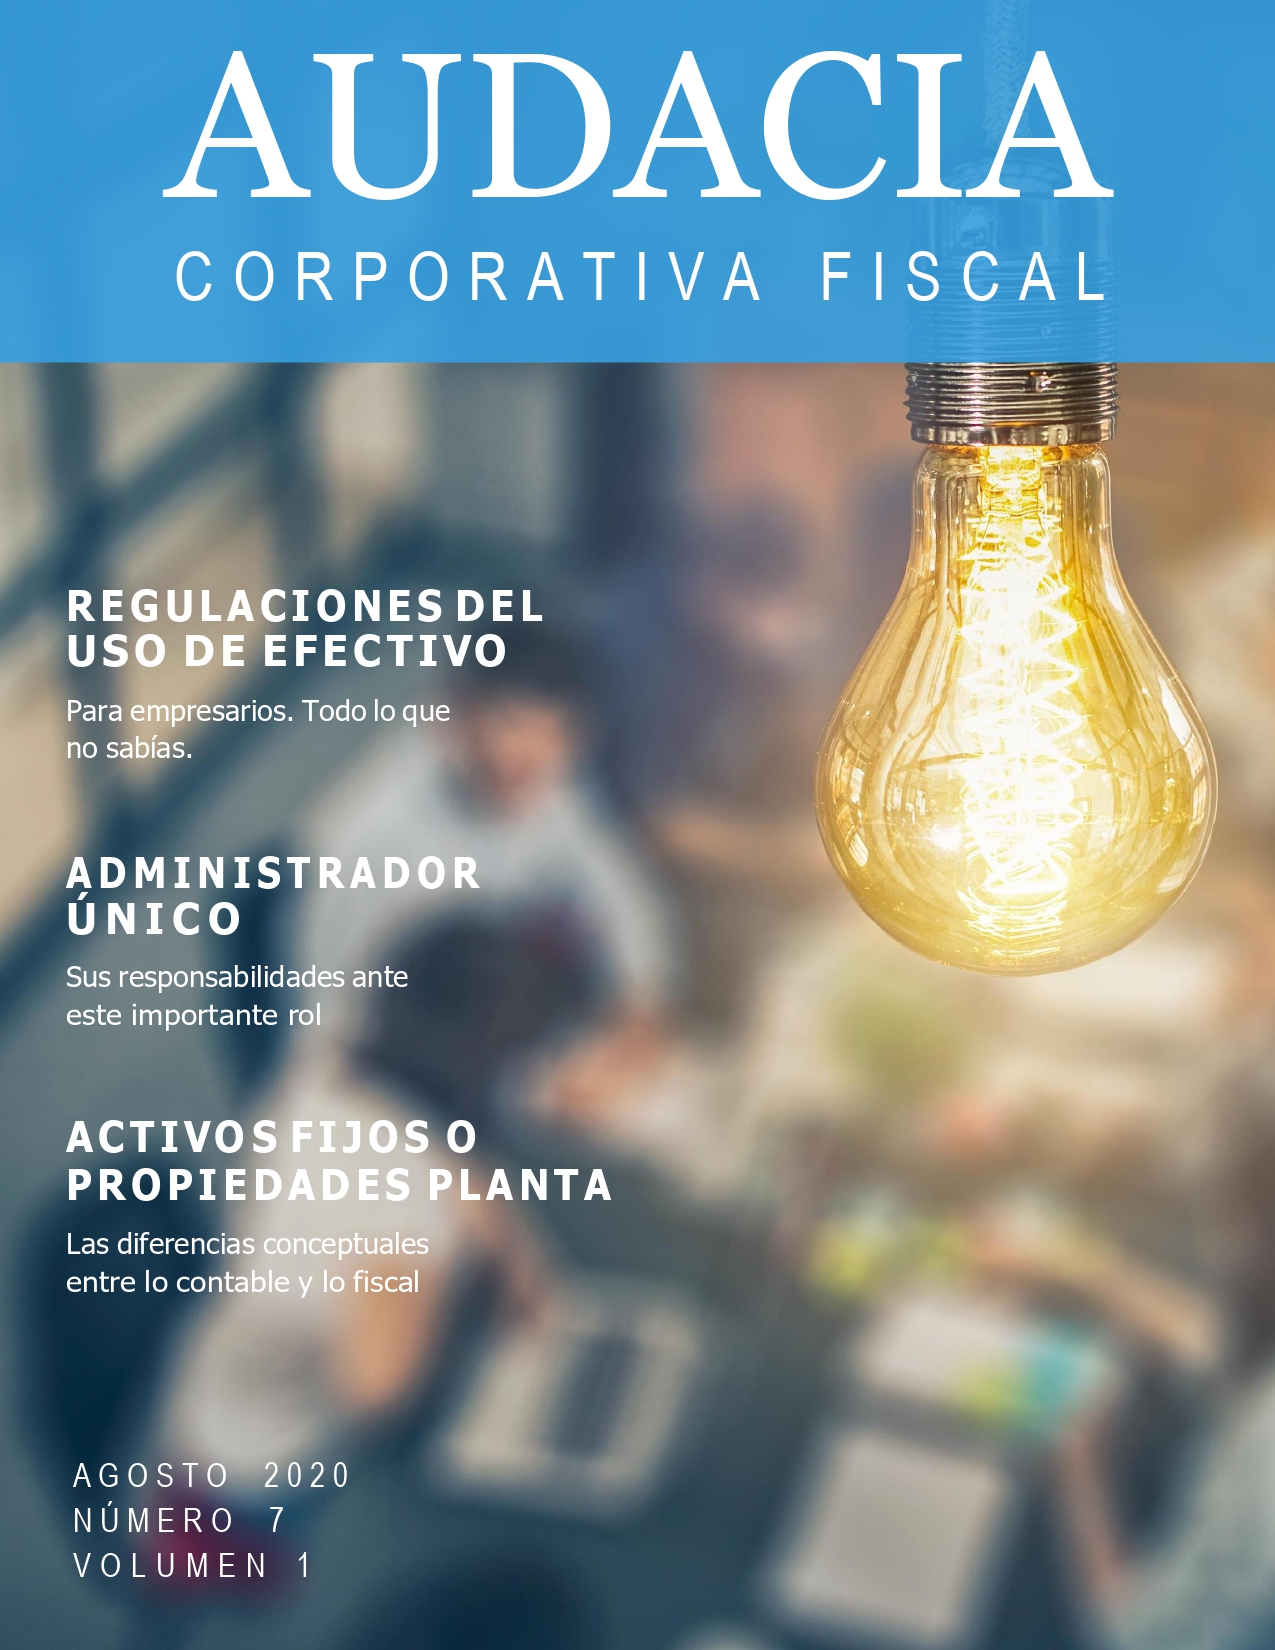 AUDACIA
CORPORATIVA FISCAL
REGULACIONES DEL
USO DE EFECTIVO
Para empresarios. Todo lo que
no sabías.
ADMINISTRADOR
ÚNICO
Sus responsabilidades ante
este importante rol
ACTIVOS FIJOS O
PROPIEDADES PLANTA
Las diferencias conceptuales
entre lo contable y lo fiscal
AGOSTO 2020
NÚMERO 7
VOLUMEN 1